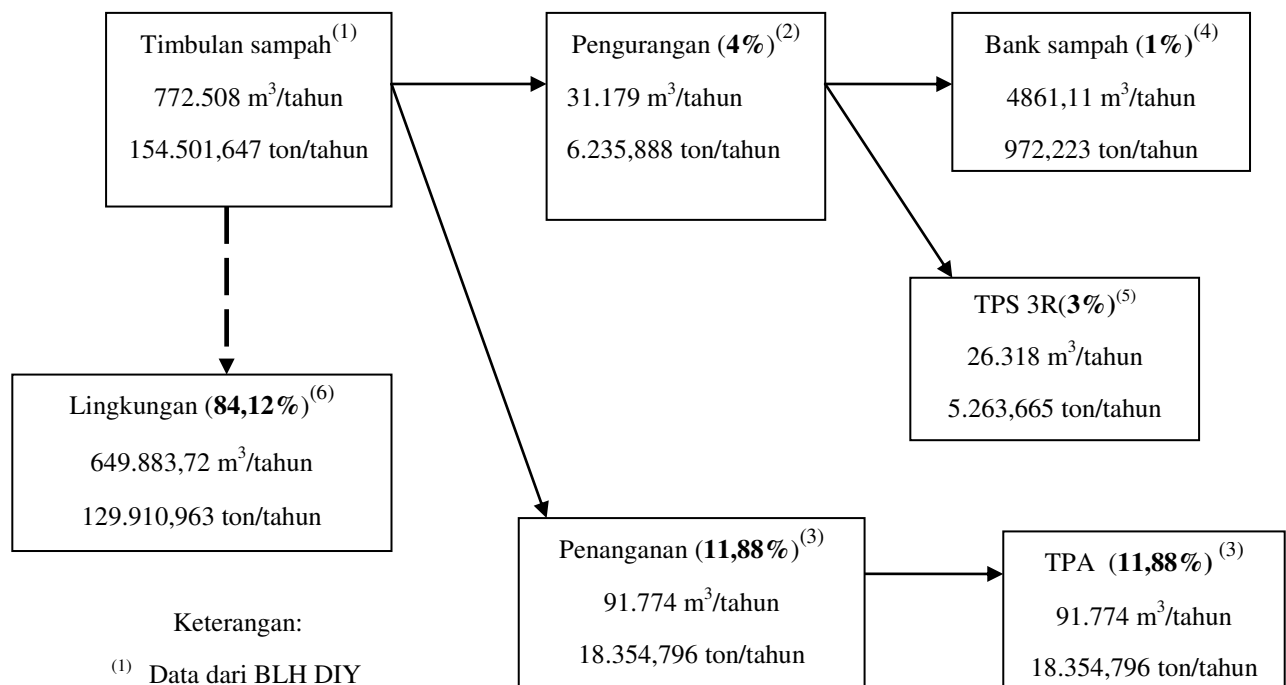 Timbulan sampah(1)
772.508 m3/tahun
154.501,647 ton/tahun
Pengurangan (4%)(2)
31.179 m3/tahun
6.235,888 ton/tahun
Bank sampah (1%)(4)
4861,11 m3/tahun
972,223 ton/tahun
TPS 3R(3%)(5)
26.318 m3/tahun
5.263,665 ton/tahun
Lingkungan (84,12%)(6)
649.883,72 m3/tahun
129.910,963 ton/tahun
Penanganan (11,88%)(3)
91.774 m3/tahun
18.354,796 ton/tahun
TPA (11,88%) (3)
91.774 m3/tahun
18.354,796 ton/tahun
Keterangan:
(1) Data dari BLH DIY